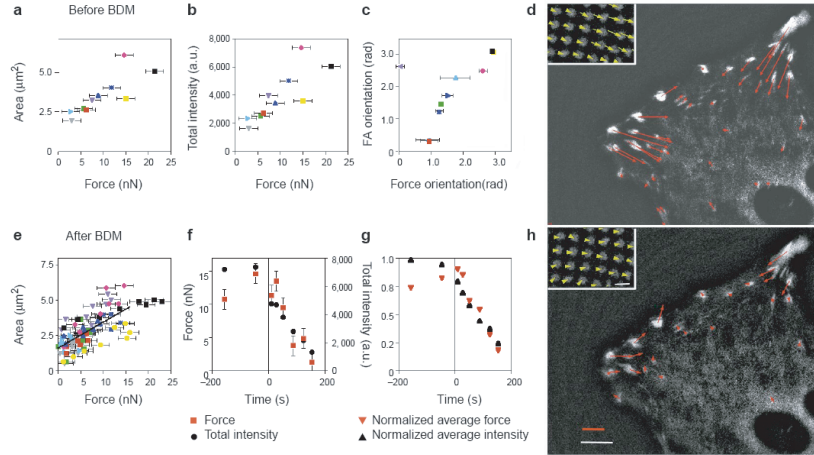 a Before BDM
Area (µm²)
5.0
2.5
0
0 5 10 15 20 25
Force (nN)
b
Total intensity (a.u.)
8,000
6,000
4,000
2,000
0
0 5 10 15 20 25
Force (nN)
c
FA orientation (rad)
4.0
3.0
2.0
1.0
0
0 1.0 2.0 3.0
Force orientation(rad)
d
e After BDM
Area (µm²)
7.5
5.0
2.5
0
0 5 10 15 20 25
Force (nN)
f
Force (nN)
15
10
5
0
8,000
6,000
4,000
2,000
0
Total intensity (a.u.)
−200 0 200
Time (s)
Force
Total intensity
g
1.0
0.8
0.6
0.4
0.2
0
−200 0 200
Time (s)
Normalized average force
Normalized average intensity
h